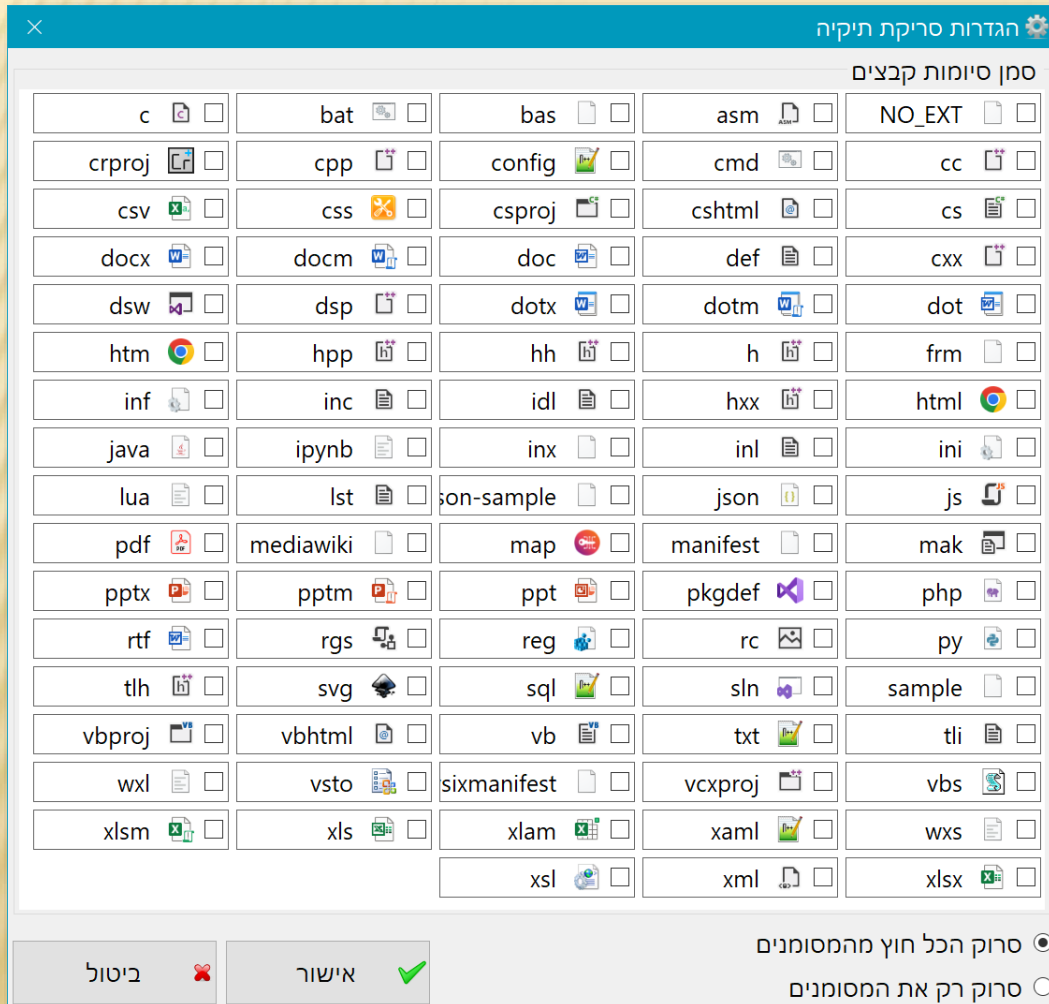 הגדרות סריקת תיקיה
סמן סיומות קבצים
NO_EXT asm bas bat c
cc cmd config cpp crproj
cs cshtml csproj css csv
cxx def doc docm docx
dot dotm dotx dsp dsw
frm h hh hpp htm
html hxx idl inc inf
ini inl inx ipynb java
js json son-sample lst lua
mak manifest map mediawiki pdf
php pkgdef ppt pptm pptx
py rc reg rgs rtf
sample sln sql svg tlh
tli txt vb vbhtml vbproj
vbs vcxproj sixmanifest vsto wxl
wxs xaml xlam xls xlsm
xlsx xml xsl
סרוק הכל חוץ מהמסומנים
סרוק רק את המסומנים
אישור ביטול